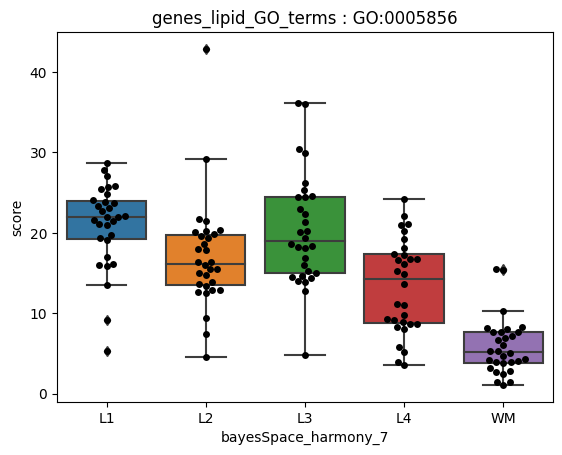 genes_lipid_GO_terms : GO:0005856
score
40
30
20
10
0
L1 L2 L3 L4 WM
bayesSpace_harmony_7